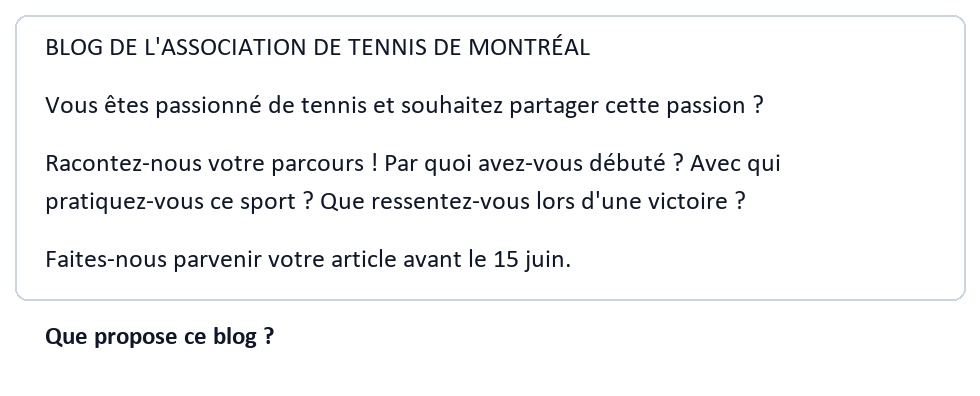 BLOG DE L'ASSOCIATION DE TENNIS DE MONTRÉAL
Vous êtes passionné de tennis et souhaitez partager cette passion ?
Racontez-nous votre parcours ! Par quoi avez-vous débuté ? Avec qui
pratiquez-vous ce sport ? Que ressentez-vous lors d'une victoire ?
Faites-nous parvenir votre article avant le 15 juin.
Que propose ce blog ?